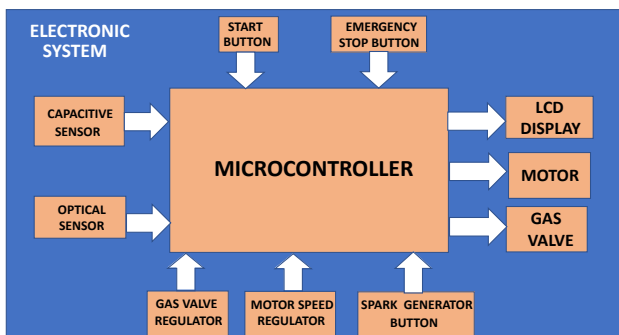 ELECTRONIC
SYSTEM
START
BUTTON
EMERGENCY
STOP BUTTON
CAPACITIVE
SENSOR
MICROCONTROLLER
LCD
DISPLAY
MOTOR
OPTICAL
SENSOR
GAS
VALVE
GAS VALVE
REGULATOR
MOTOR SPEED
REGULATOR
SPARK GENERATOR
BUTTON